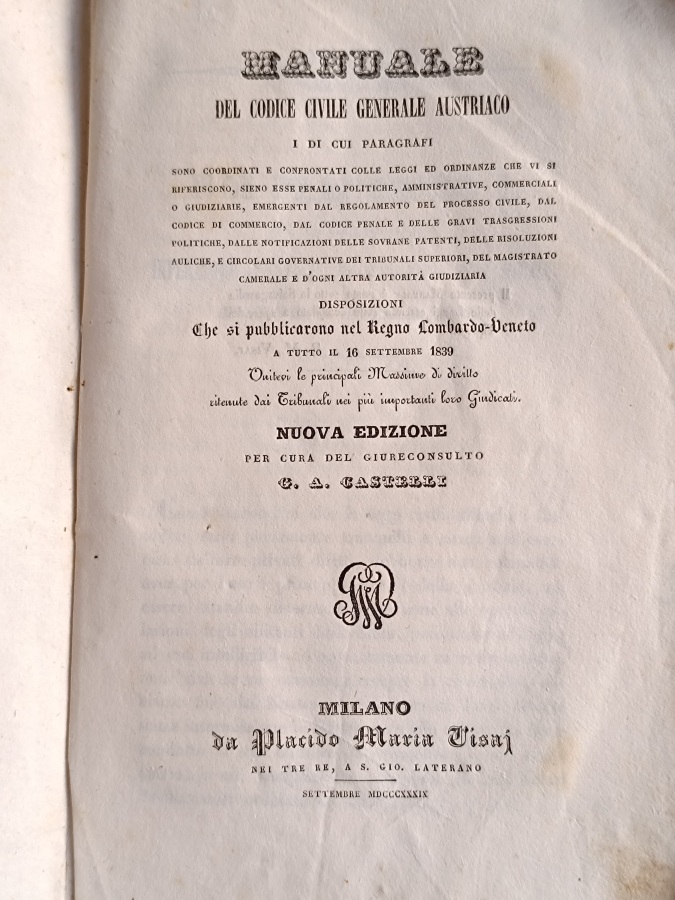 MANUALE
DEL CODICE CIVILE GENERALE AUSTRIACO
I DI CUI PARAGRAFI
SONO COORDINATI E CONFRONTATI COLLE LEGGI ED ORDINANZE CHE VI SI
RIFERISCONO, SIENO ESSE PENALI O POLITICHE, AMMINISTRATIVE, COMMERCIALI
O GIUDIZIARIE, EMERGENTI DAL REGOLAMENTO DEL PROCESSO CIVILE, DAL
CODICE DI COMMERCIO, DAL CODICE PENALE E DELLE GRAVI TRASGRESSIONI
POLITICHE, DALLE NOTIFICAZIONI DELLE SOVRANE PATENTI, DELLE RISOLUZIONI
AULICHE, E CIRCOLARI GOVERNATIVE DEI TRIBUNALI SUPERIORI, DEL MAGISTRATO
CAMERALE E D'OGNI ALTRA AUTORITÀ GIUDIZIARIA
DISPOSIZIONI
Che si pubblicarono nel Regno Lombardo-Veneto
A TUTTO IL 16 SETTEMBRE 1839
Unitevi le principali Massime di diritto
ritenute dai Tribunali nei più importanti loro Giudicati.
NUOVA EDIZIONE
PER CURA DEL GIURECONSULTO
G. A. CASTELLI
MILANO
da Placido Maria Visaj
NEI TRE RE, A S. GIO. LATERANO
SETTEMBRE MDCCCXXXIX